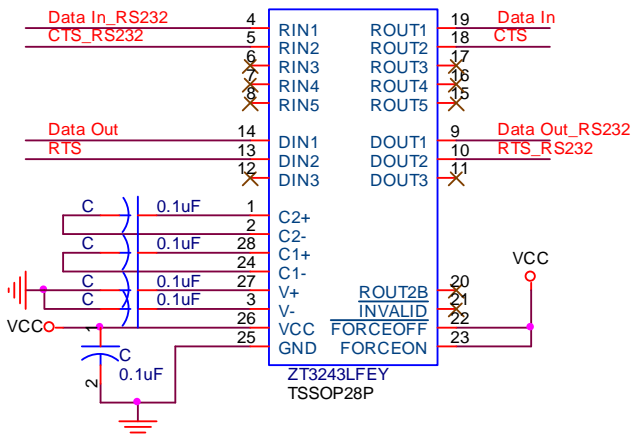 Data In_RS232 4 RIN1 ROUT1 19 Data In
CTS_RS232 5 RIN2 ROUT2 18 CTS
6 RIN3 ROUT3 17
7 RIN4 ROUT4 16
8 RIN5 ROUT5 15
Data Out 14 DIN1 DOUT1 9 Data Out_RS232
RTS 13 DIN2 DOUT2 10 RTS_RS232
12 DIN3 DOUT3 11
C 0.1uF 1 C2+
2 C2-
C 0.1uF 28 C1+
24 C1-
VCC
C 0.1uF 27 V+ ROUT2B 20
C 0.1uF 3 V- INVALID 21
VCC 26 VCC FORCEOFF 22
1 25 GND FORCEON 23
C
0.1uF
2
ZT3243LFEY
TSSOP28P